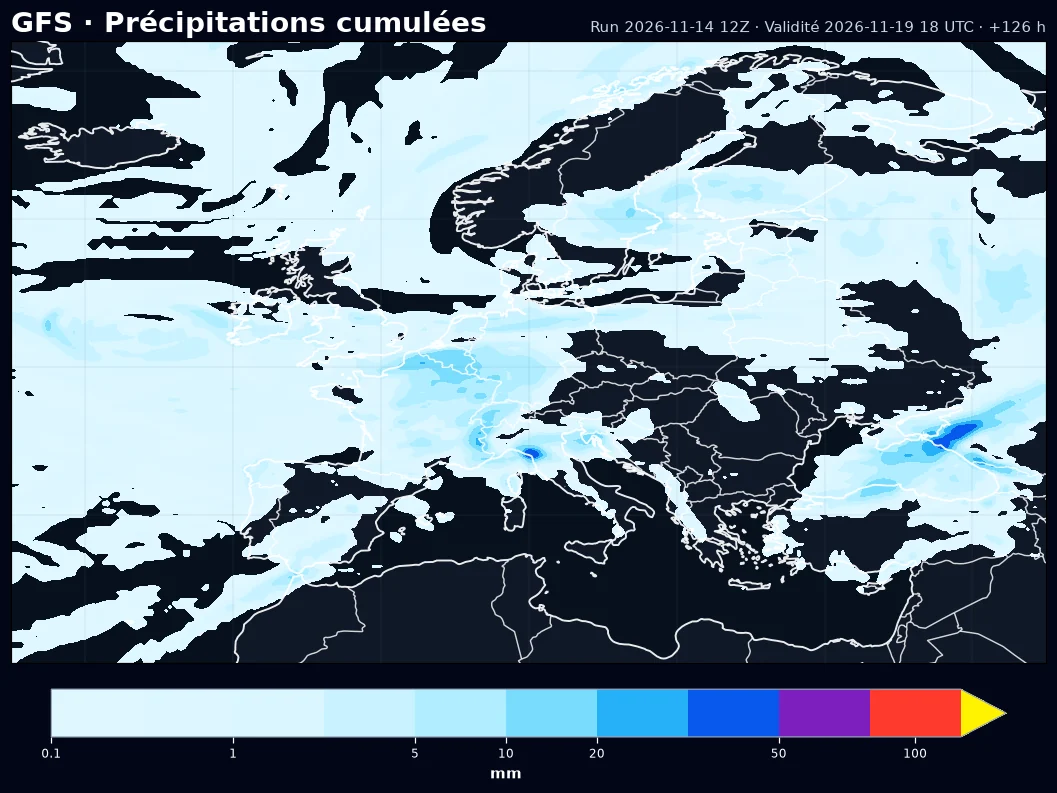 GFS · Précipitations cumulées
Run 2026-11-14 12Z · Validité 2026-11-19 18 UTC · +126 h
0.1 1 5 10 20 50 100
mm